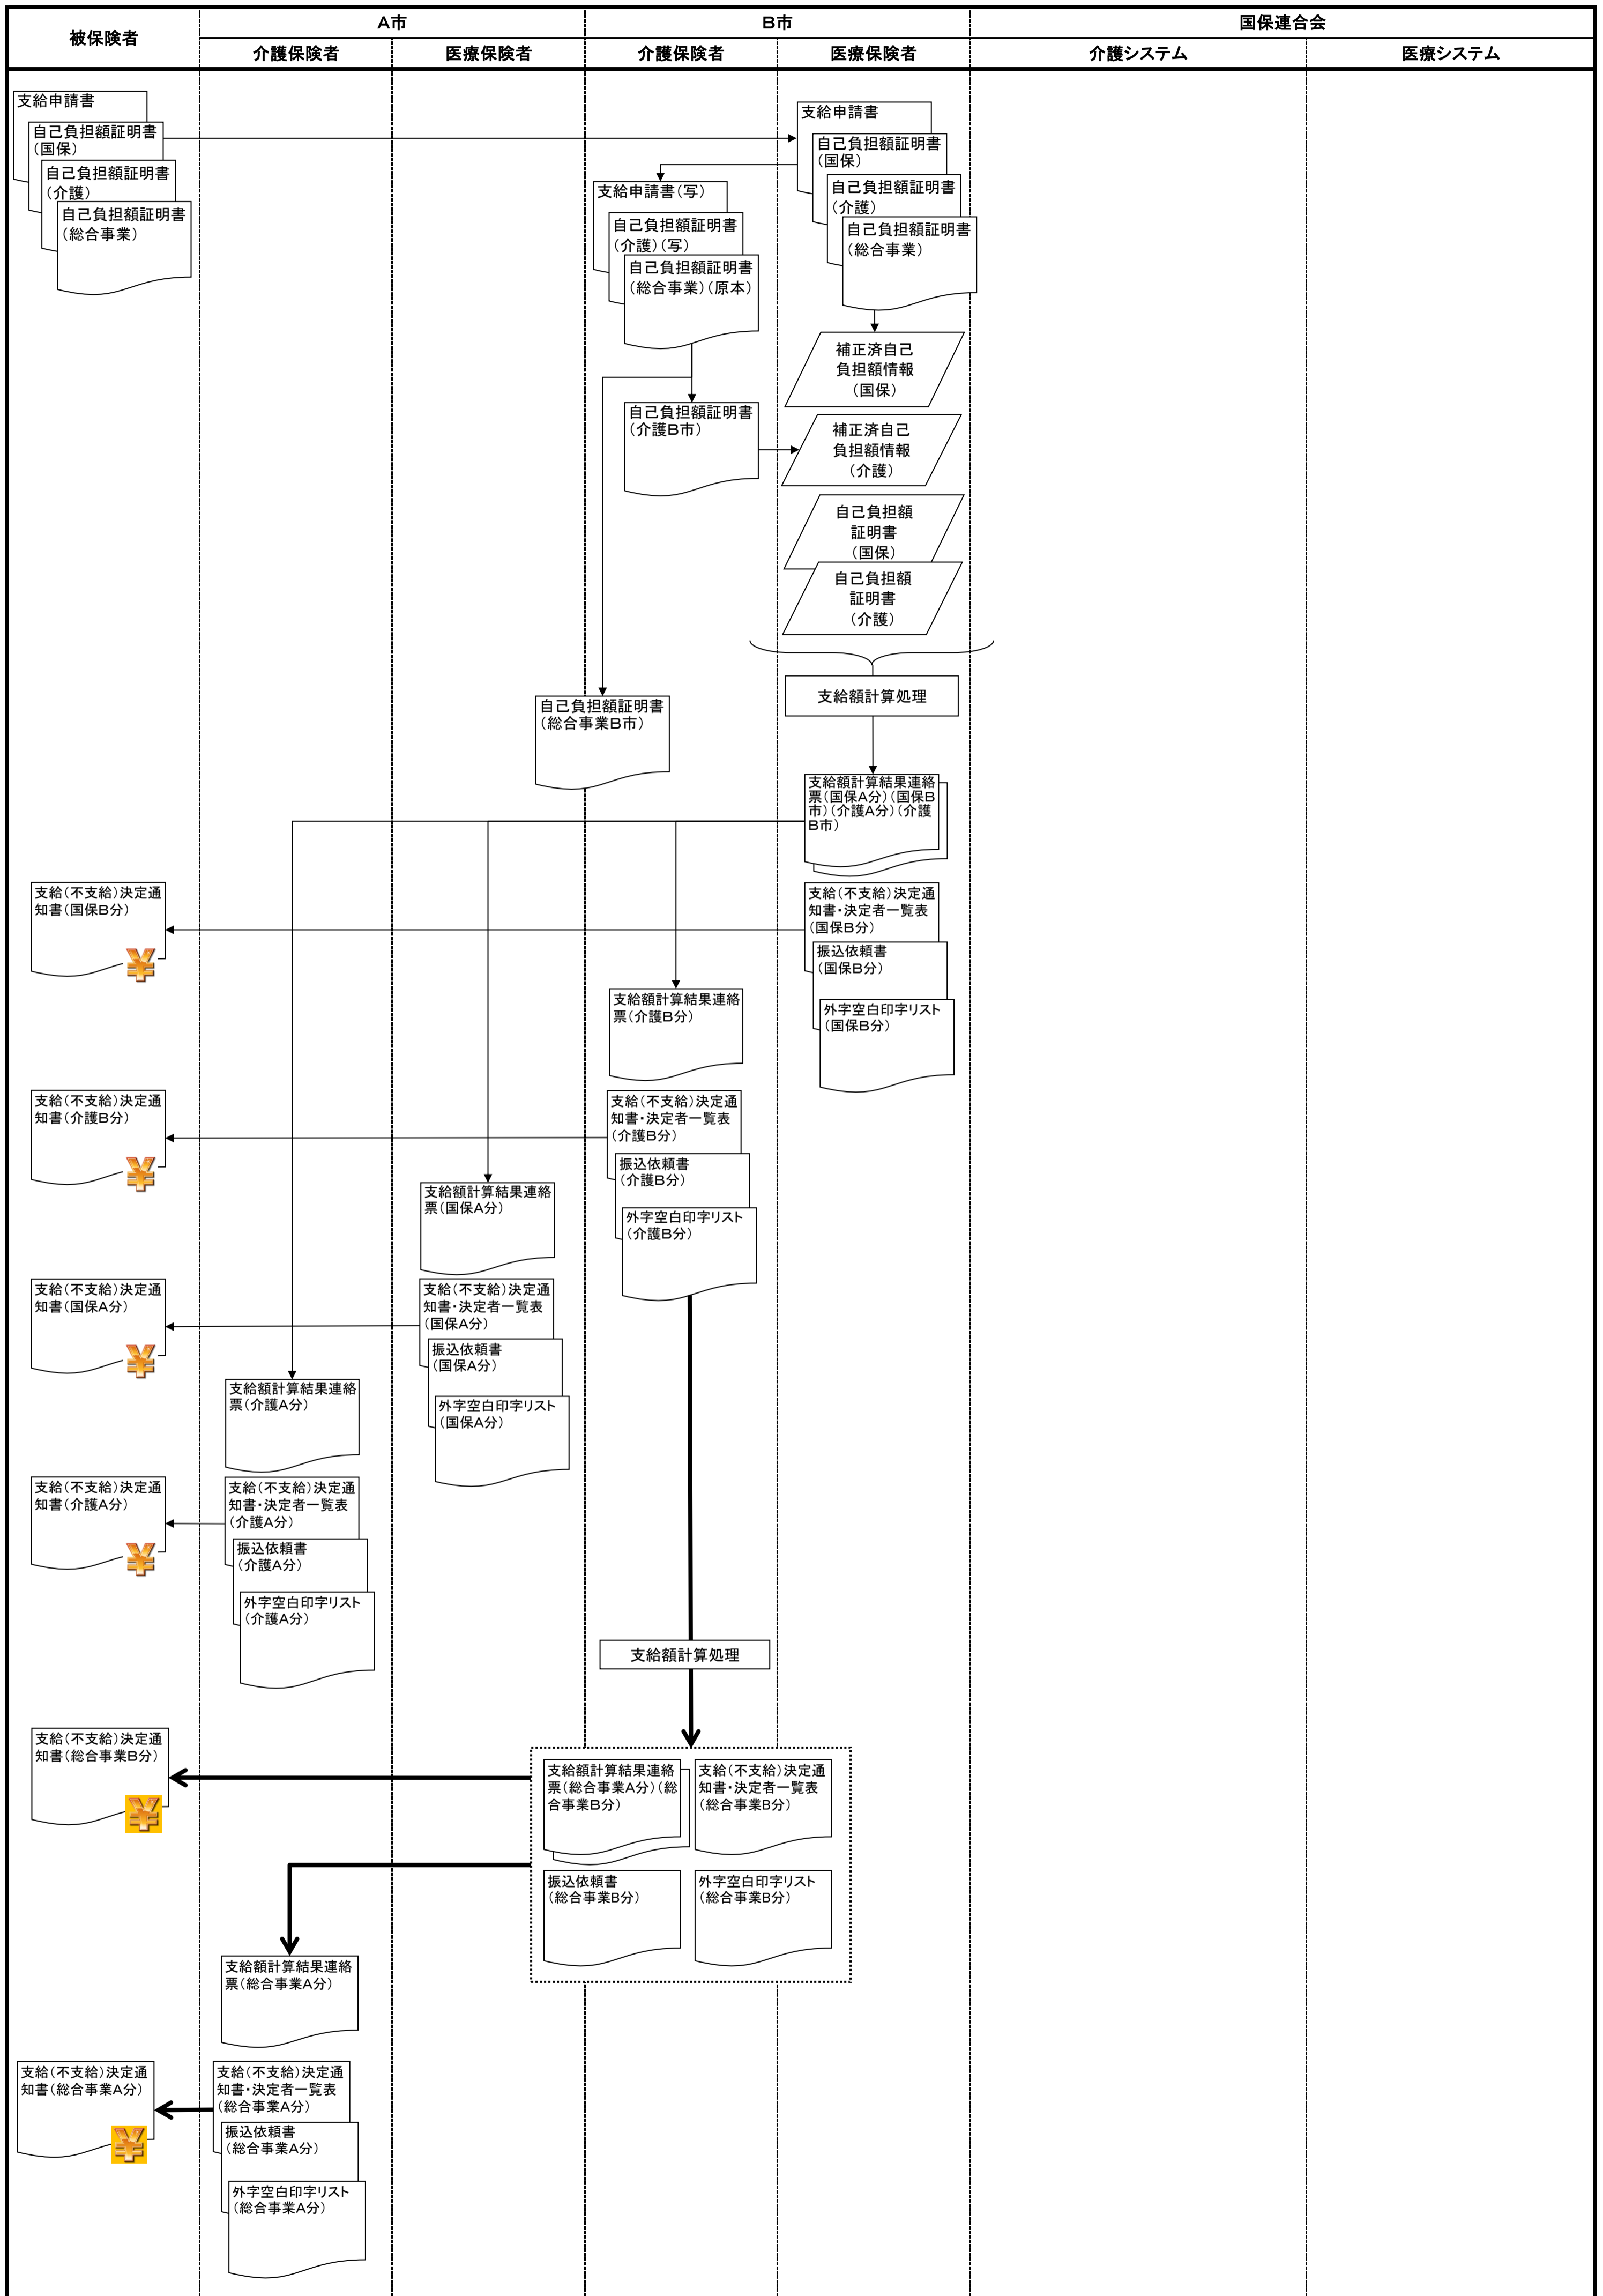 被保険者
A市
B市
国保連合会
介護保険者
医療保険者
介護保険者
医療保険者
介護システム
医療システム
支給申請書
自己負担額証明書
（国保）
自己負担額証明書
（介護）
自己負担額証明書
（総合事業）
支給申請書
自己負担額証明書
（国保）
自己負担額証明書
（介護）
自己負担額証明書
（総合事業）
支給申請書（写）
自己負担額証明書
（介護）（写）
自己負担額証明書
（総合事業）（原本）
補正済自己
負担額情報
（国保）
自己負担額証明書
（介護B市）
補正済自己
負担額情報
（介護）
自己負担額
証明書
（国保）
自己負担額
証明書
（介護）
支給額計算処理
自己負担額証明書
（総合事業B市）
支給額計算結果連絡
票（国保A分）（国保B
市）（介護A分）（介護
B市）
支給（不支給）決定通
知書（国保B分）
支給（不支給）決定通
知書・決定者一覧表
（国保B分）
振込依頼書
（国保B分）
外字空白印字リスト
（国保B分）
支給額計算結果連絡
票（介護B分）
支給（不支給）決定通
知書（介護B分）
支給（不支給）決定通
知書・決定者一覧表
（介護B分）
振込依頼書
（介護B分）
外字空白印字リスト
（介護B分）
支給額計算結果連絡
票（国保A分）
支給（不支給）決定通
知書（国保A分）
支給（不支給）決定通
知書・決定者一覧表
（国保A分）
振込依頼書
（国保A分）
外字空白印字リスト
（国保A分）
支給額計算結果連絡
票（介護A分）
支給（不支給）決定通
知書（介護A分）
支給（不支給）決定通
知書・決定者一覧表
（介護A分）
振込依頼書
（介護A分）
外字空白印字リスト
（介護A分）
支給額計算処理
支給（不支給）決定通
知書（総合事業B分）
支給額計算結果連絡
票（総合事業A分）（総
合事業B分）
支給（不支給）決定通
知書・決定者一覧表
（総合事業B分）
振込依頼書
（総合事業B分）
外字空白印字リスト
（総合事業B分）
支給額計算結果連絡
票（総合事業A分）
支給（不支給）決定通
知書（総合事業A分）
支給（不支給）決定通
知書・決定者一覧表
（総合事業A分）
振込依頼書
（総合事業A分）
外字空白印字リスト
（総合事業A分）